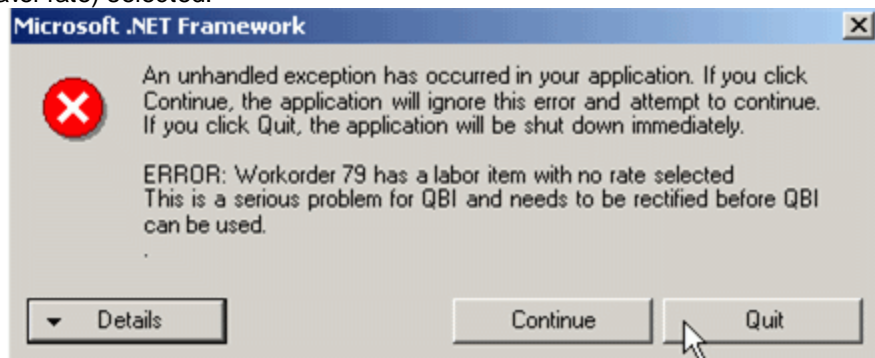 rate) selected.
Microsoft .NET Framework
An unhandled exception has occurred in your application. If you click
Continue, the application will ignore this error and attempt to continue.
If you click Quit, the application will be shut down immediately.
ERROR: Workorder 79 has a labor item with no rate selected
This is a serious problem for QBI and needs to be rectified before QBI
can be used.
.
Details
Continue
Quit